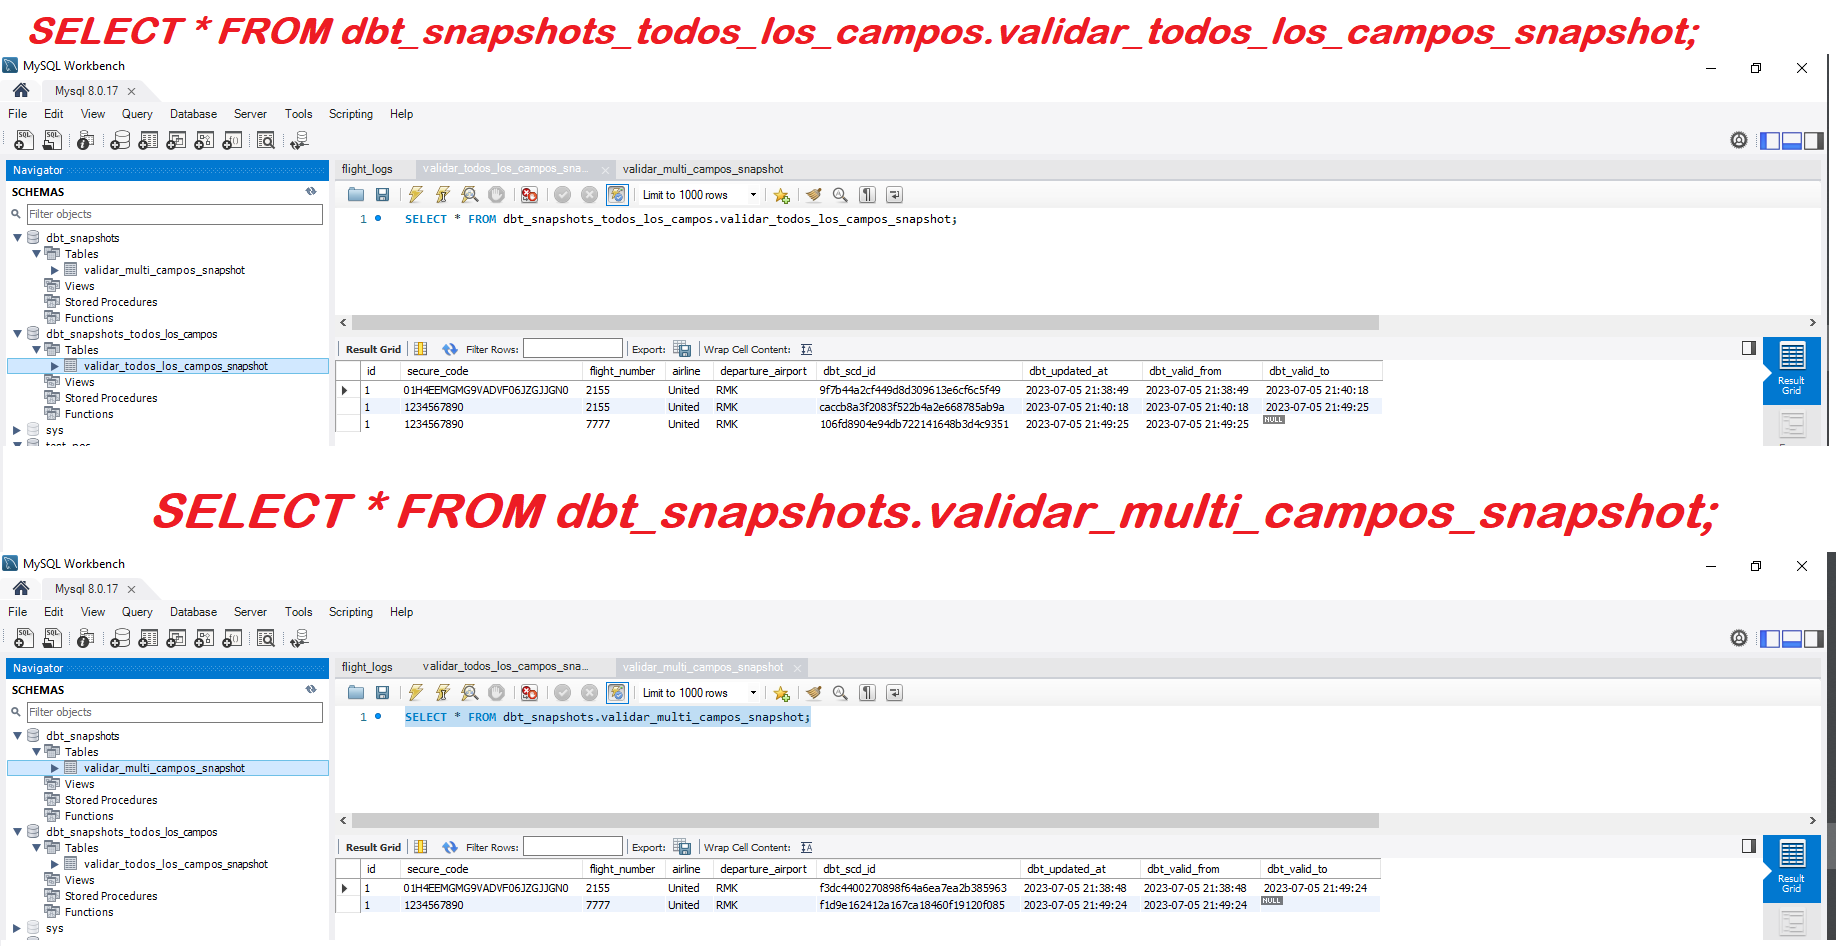 SELECT * FROM dbt_snapshots_todos_los_campos.validar_todos_los_campos_snapshot;
MySQL Workbench
Mysql 8.0.17
File Edit View Query Database Server Tools Scripting Help
Navigator
SCHEMAS
Filter objects
dbt_snapshots
Tables
validar_multi_campos_snapshot
Views
Stored Procedures
Functions
dbt_snapshots_todos_los_campos
Tables
validar_todos_los_campos_snapshot
Views
Stored Procedures
Functions
sys
flight_logs validar_todos_los_campos_sna... validar_multi_campos_snapshot
Limit to 1000 rows
1 SELECT * FROM dbt_snapshots_todos_los_campos.validar_todos_los_campos_snapshot;
Result Grid Filter Rows: Export: Wrap Cell Content:
id secure_code flight_number airline departure_airport dbt_scd_id dbt_updated_at dbt_valid_from dbt_valid_to
1 01H4EEMGMG9VADVF06JZGJJGN0 2155 United RMK 9f7b44a2cf449d8d309613e6cf6c5f49 2023-07-05 21:38:49 2023-07-05 21:38:49 2023-07-05 21:40:18
1 1234567890 2155 United RMK caccb8a3f2083f522b4a2e668785ab9a 2023-07-05 21:40:18 2023-07-05 21:40:18 2023-07-05 21:49:25
1 1234567890 7777 United RMK 106fd8904e94db722141648b3d4c9351 2023-07-05 21:49:25 2023-07-05 21:49:25 NULL
Result
Grid
SELECT * FROM dbt_snapshots.validar_multi_campos_snapshot;
MySQL Workbench
Mysql 8.0.17
File Edit View Query Database Server Tools Scripting Help
Navigator
SCHEMAS
Filter objects
dbt_snapshots
Tables
validar_multi_campos_snapshot
Views
Stored Procedures
Functions
dbt_snapshots_todos_los_campos
Tables
validar_todos_los_campos_snapshot
Views
Stored Procedures
Functions
sys
flight_logs validar_todos_los_campos_sna... validar_multi_campos_snapshot
Limit to 1000 rows
1 SELECT * FROM dbt_snapshots.validar_multi_campos_snapshot;
Result Grid Filter Rows: Export: Wrap Cell Content:
id secure_code flight_number airline departure_airport dbt_scd_id dbt_updated_at dbt_valid_from dbt_valid_to
1 01H4EEMGMG9VADVF06JZGJJGN0 2155 United RMK f3dc4400270898f64a6ea7ea2b385963 2023-07-05 21:38:48 2023-07-05 21:38:48 2023-07-05 21:49:24
1 1234567890 7777 United RMK f1d9e162412a167ca18460f19120f085 2023-07-05 21:49:24 2023-07-05 21:49:24 NULL
Result
Grid